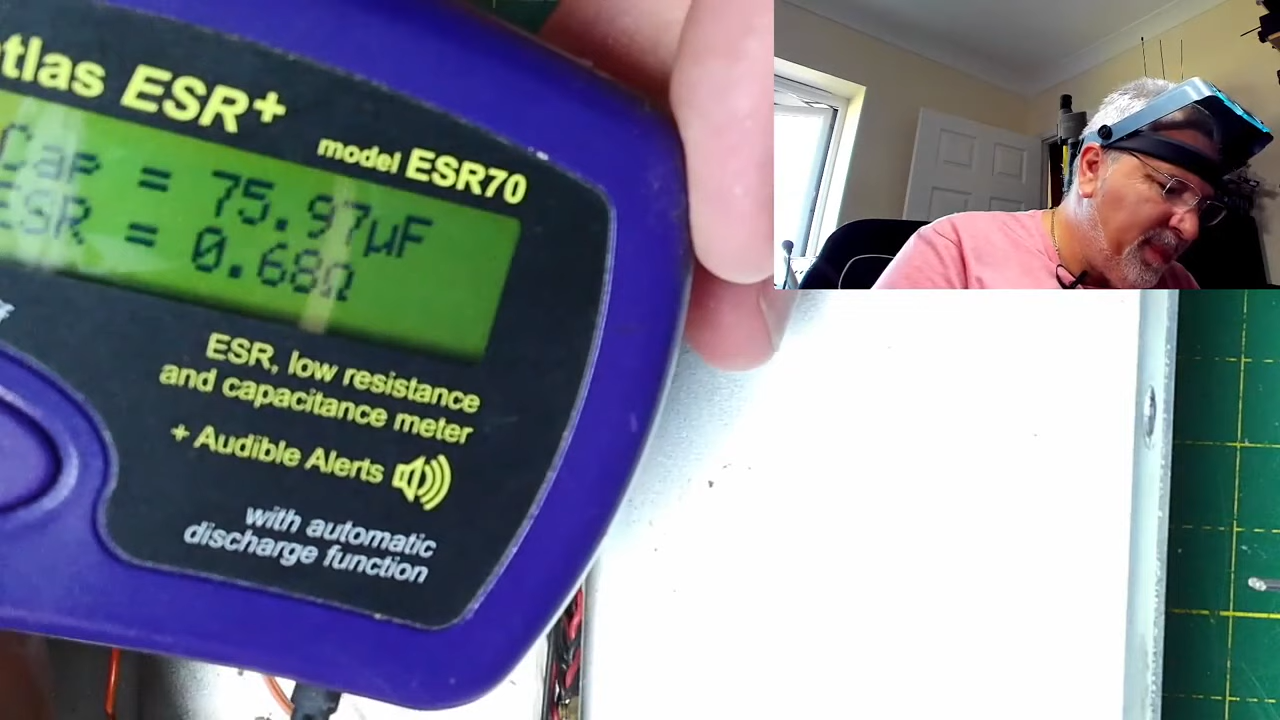 tlas ESR+
model ESR70
Cap = 75.97µF
ESR = 0.68Ω
ESR, low resistance
and capacitance meter
+ Audible Alerts
with automatic
discharge function